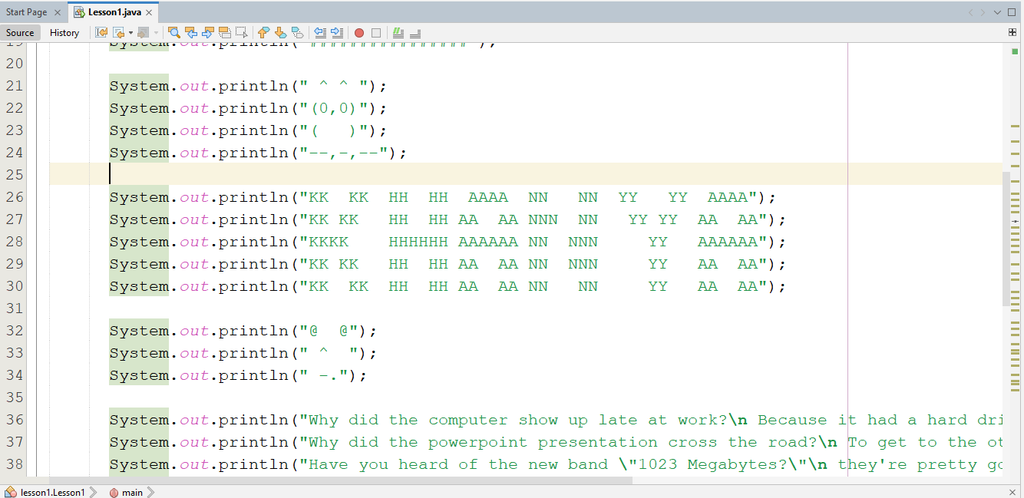 Start Page × Lesson1.java ×
Source History
20
21 System.out.println(" ^ ^ ");
22 System.out.println("(0,0)");
23 System.out.println("(   )");
24 System.out.println("--,-,--");
25
26 System.out.println("KK  KK  HH  HH  AAAA  NN   NN  YY   YY  AAAA");
27 System.out.println("KK KK   HH  HH AA  AA NNN  NN   YY YY  AA  AA");
28 System.out.println("KKKK    HHHHHH AAAAAA NN  NNN     YY   AAAAAA");
29 System.out.println("KK KK   HH  HH AA  AA NN  NNN     YY   AA  AA");
30 System.out.println("KK  KK  HH  HH AA  AA NN   NN     YY   AA  AA");
31
32 System.out.println("@  @");
33 System.out.println(" ^  ");
34 System.out.println(" -.");
35
36 System.out.println("Why did the computer show up late at work?\n Because it had a hard dri
37 System.out.println("Why did the powerpoint presentation cross the road?\n To get to the ot
38 System.out.println("Have you heard of the new band \"1023 Megabytes?\"\n they're pretty go
lesson1.Lesson1 main